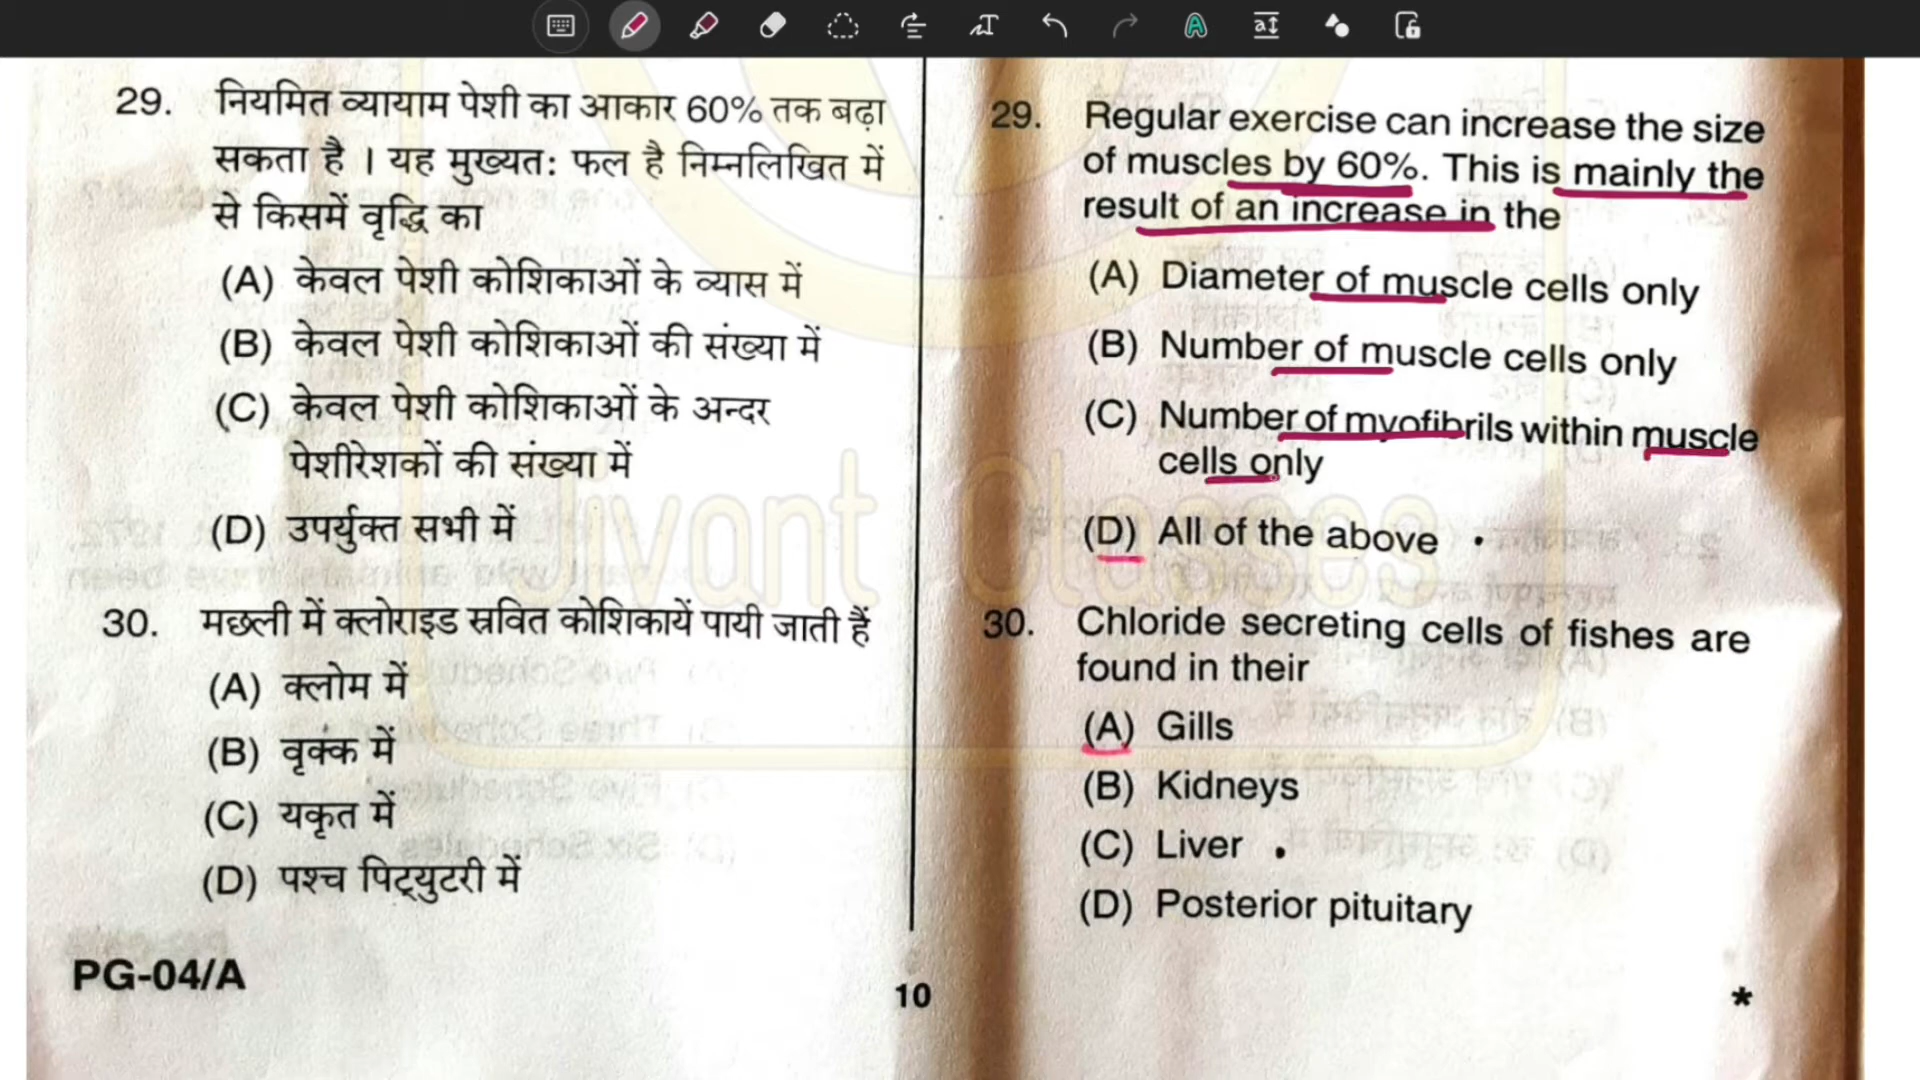 29. नियमित व्यायाम पेशी का आकार 60% तक बढ़ा
सकता है । यह मुख्यत: फल है निम्नलिखित में
से किसमें वृद्धि का
(A) केवल पेशी कोशिकाओं के व्यास में
(B) केवल पेशी कोशिकाओं की संख्या में
(C) केवल पेशी कोशिकाओं के अन्दर
पेशीरेशकों की संख्या में
(D) उपर्युक्त सभी में
30. मछली में क्लोराइड स्रवित कोशिकायें पायी जाती हैं
(A) क्लोम में
(B) वृक्क में
(C) यकृत में
(D) पश्च पिट्युटरी में
PG-04/A
29. Regular exercise can increase the size
of muscles by 60%. This is mainly the
result of an increase in the
(A) Diameter of muscle cells only
(B) Number of muscle cells only
(C) Number of myofibrils within muscle
cells only
(D) All of the above
30. Chloride secreting cells of fishes are
found in their
(A) Gills
(B) Kidneys
(C) Liver
(D) Posterior pituitary
10
*
Jivant Classes